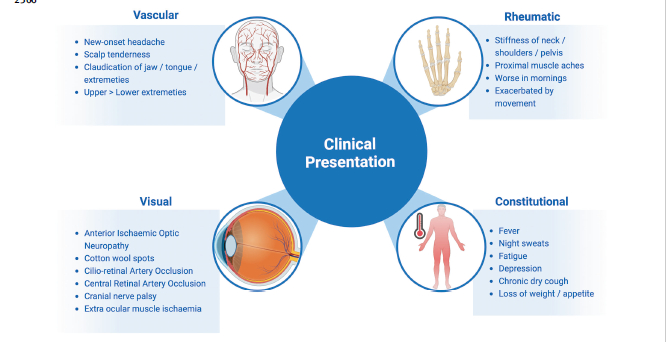 Vascular
New-onset headache
Scalp tenderness
Claudication of jaw / tongue /
extremeties
Upper > Lower extremeties
Rheumatic
Stiffness of neck /
shoulders / pelvis
Proximal muscle aches
Worse in mornings
Exacerbated by
movement
Clinical
Presentation
Visual
Anterior Ischaemic Optic
Neuropathy
Cotton wool spots
Cilio-retinal Artery Occlusion
Central Retinal Artery Occlusion
Cranial nerve palsy
Extra ocular muscle ischaemia
Constitutional
Fever
Night sweats
Fatigue
Depression
Chronic dry cough
Loss of weight / appetite